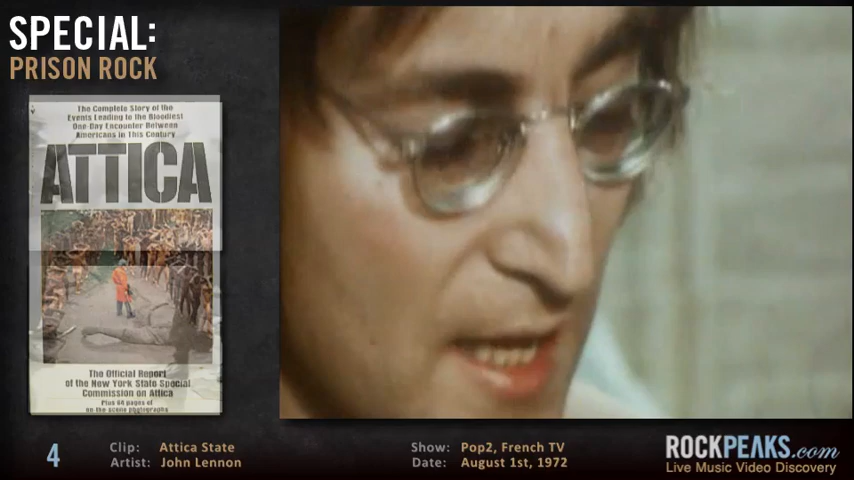 SPECIAL:
PRISON ROCK
The Complete Story of the
Events Leading to the Bloodiest
One-Day Encounter Between
Americans in This Century
ATTICA
The Official Report
of the New York State Special
Commission on Attica
Plus 64 pages of
on the scene photographs
4
Clip: Attica State
Artist: John Lennon
Show: Pop2, French TV
Date: August 1st, 1972
ROCKPEAKS.com
Live Music Video Discovery